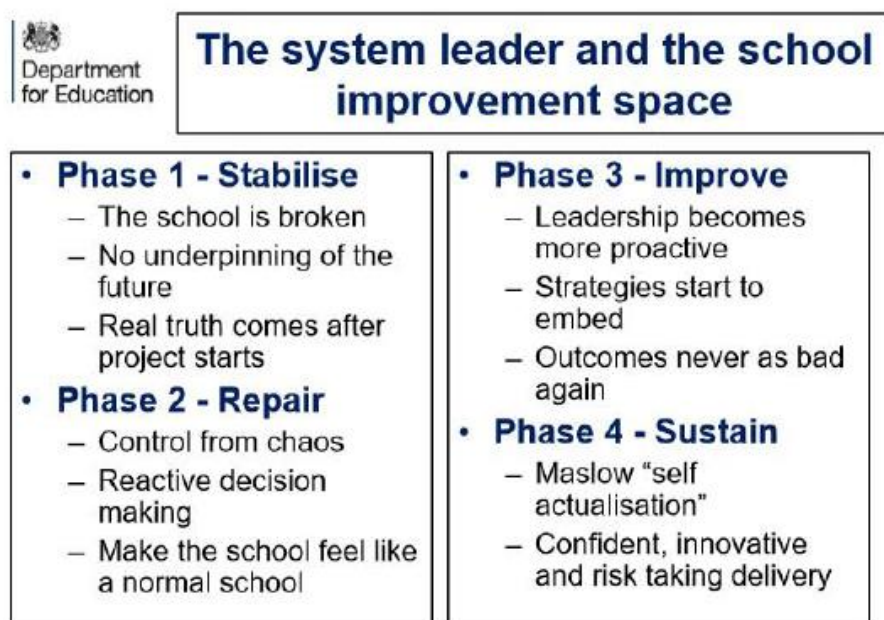 Department
for Education
The system leader and the school
improvement space
• Phase 1 - Stabilise
– The school is broken
– No underpinning of the
future
– Real truth comes after
project starts
• Phase 2 - Repair
– Control from chaos
– Reactive decision
making
– Make the school feel like
a normal school
• Phase 3 - Improve
– Leadership becomes
more proactive
– Strategies start to
embed
– Outcomes never as bad
again
• Phase 4 - Sustain
– Maslow “self
actualisation”
– Confident, innovative
and risk taking delivery